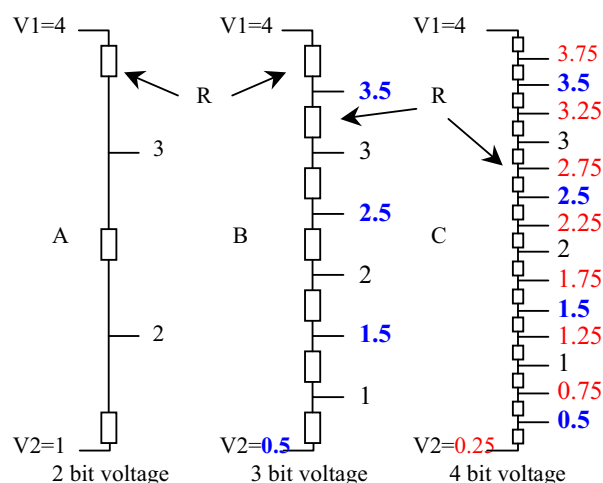 V1=4
V1=4
V1=4
R
R
3
2
A
3.5
3
2.5
2
1.5
1
B
3.75
3.5
3.25
3
2.75
2.5
2.25
2
1.75
1.5
1.25
1
0.75
0.5
C
V2=1
V2=0.5
V2=0.25
2 bit voltage
3 bit voltage
4 bit voltage